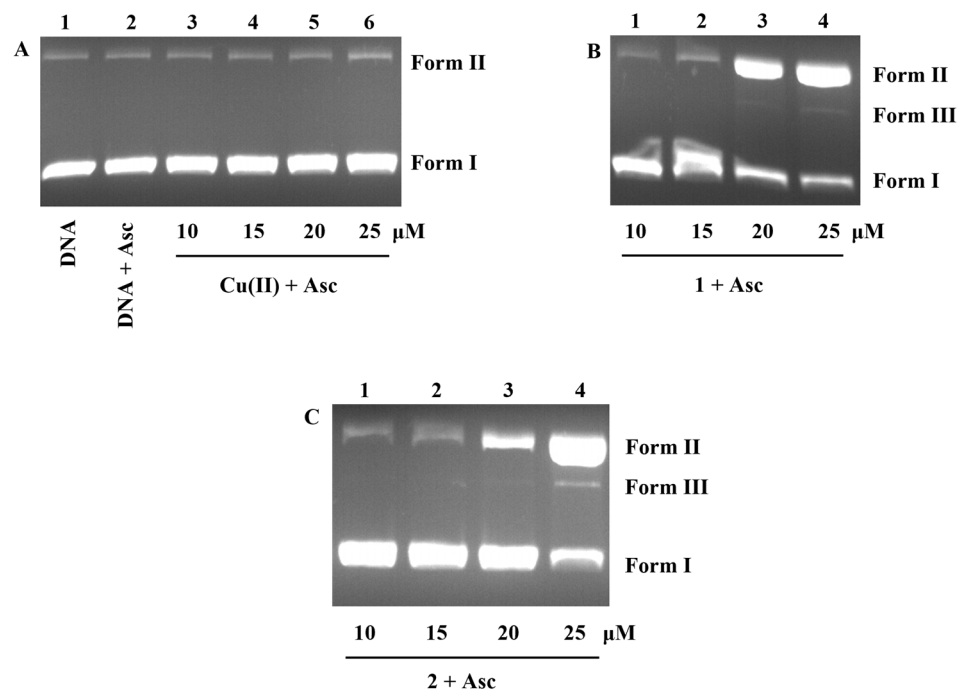 A
1 2 3 4 5 6
Form II
Form I
DNA
DNA + Asc
10 15 20 25 μM
Cu(II) + Asc
B
1 2 3 4
Form II
Form III
Form I
10 15 20 25 μM
1 + Asc
C
1 2 3 4
Form II
Form III
Form I
10 15 20 25 μM
2 + Asc